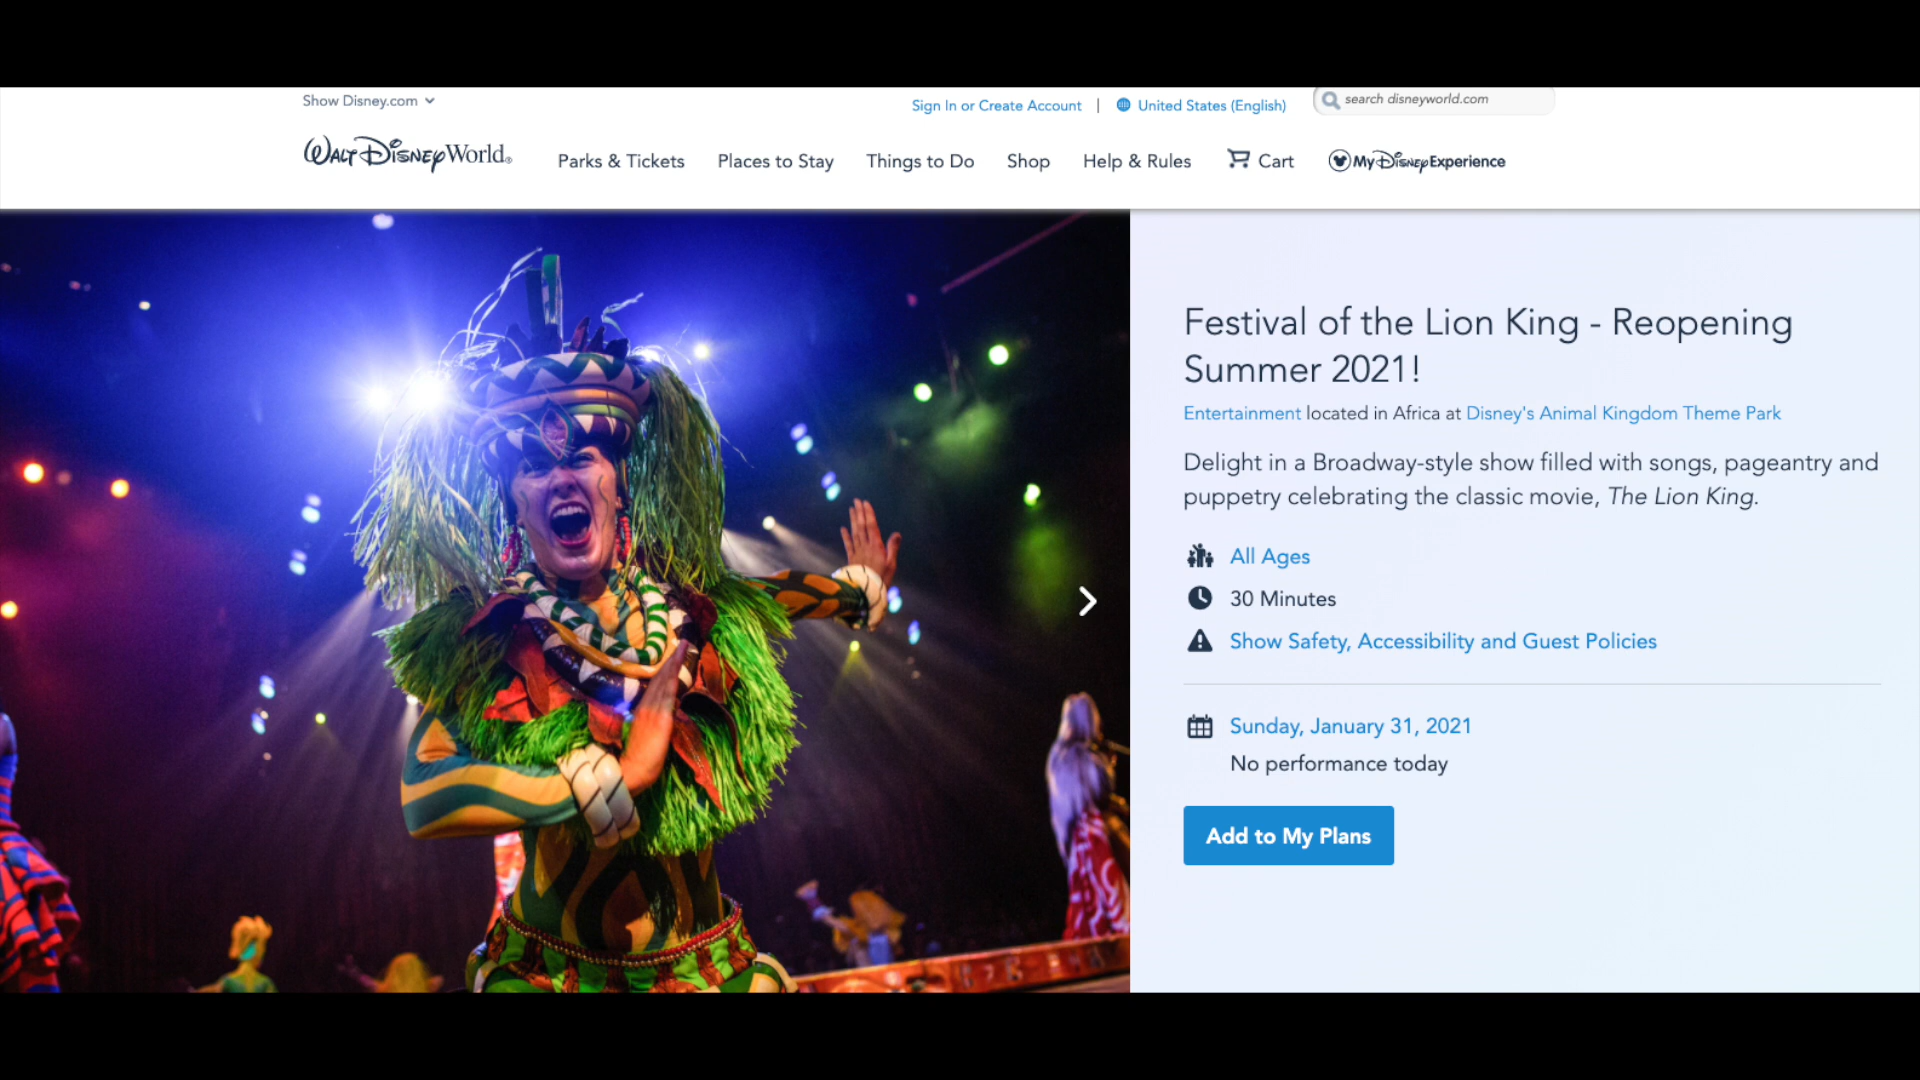 Show Disney.com
Sign In or Create Account | United States (English)
search disneyworld.com
Walt Disney World®
Parks & Tickets
Places to Stay
Things to Do
Shop
Help & Rules
Cart
My Disney Experience
Festival of the Lion King - Reopening
Summer 2021!
Entertainment located in Africa at Disney's Animal Kingdom Theme Park
Delight in a Broadway-style show filled with songs, pageantry and
puppetry celebrating the classic movie, The Lion King.
All Ages
30 Minutes
Show Safety, Accessibility and Guest Policies
Sunday, January 31, 2021
No performance today
Add to My Plans